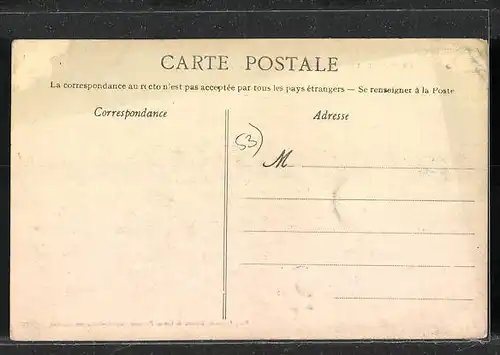 CARTE POSTALE
La correspondance au recto n'est pas acceptée par tous les pays étrangers — Se renseigner à la Poste
Correspondance
Adresse
53)
M